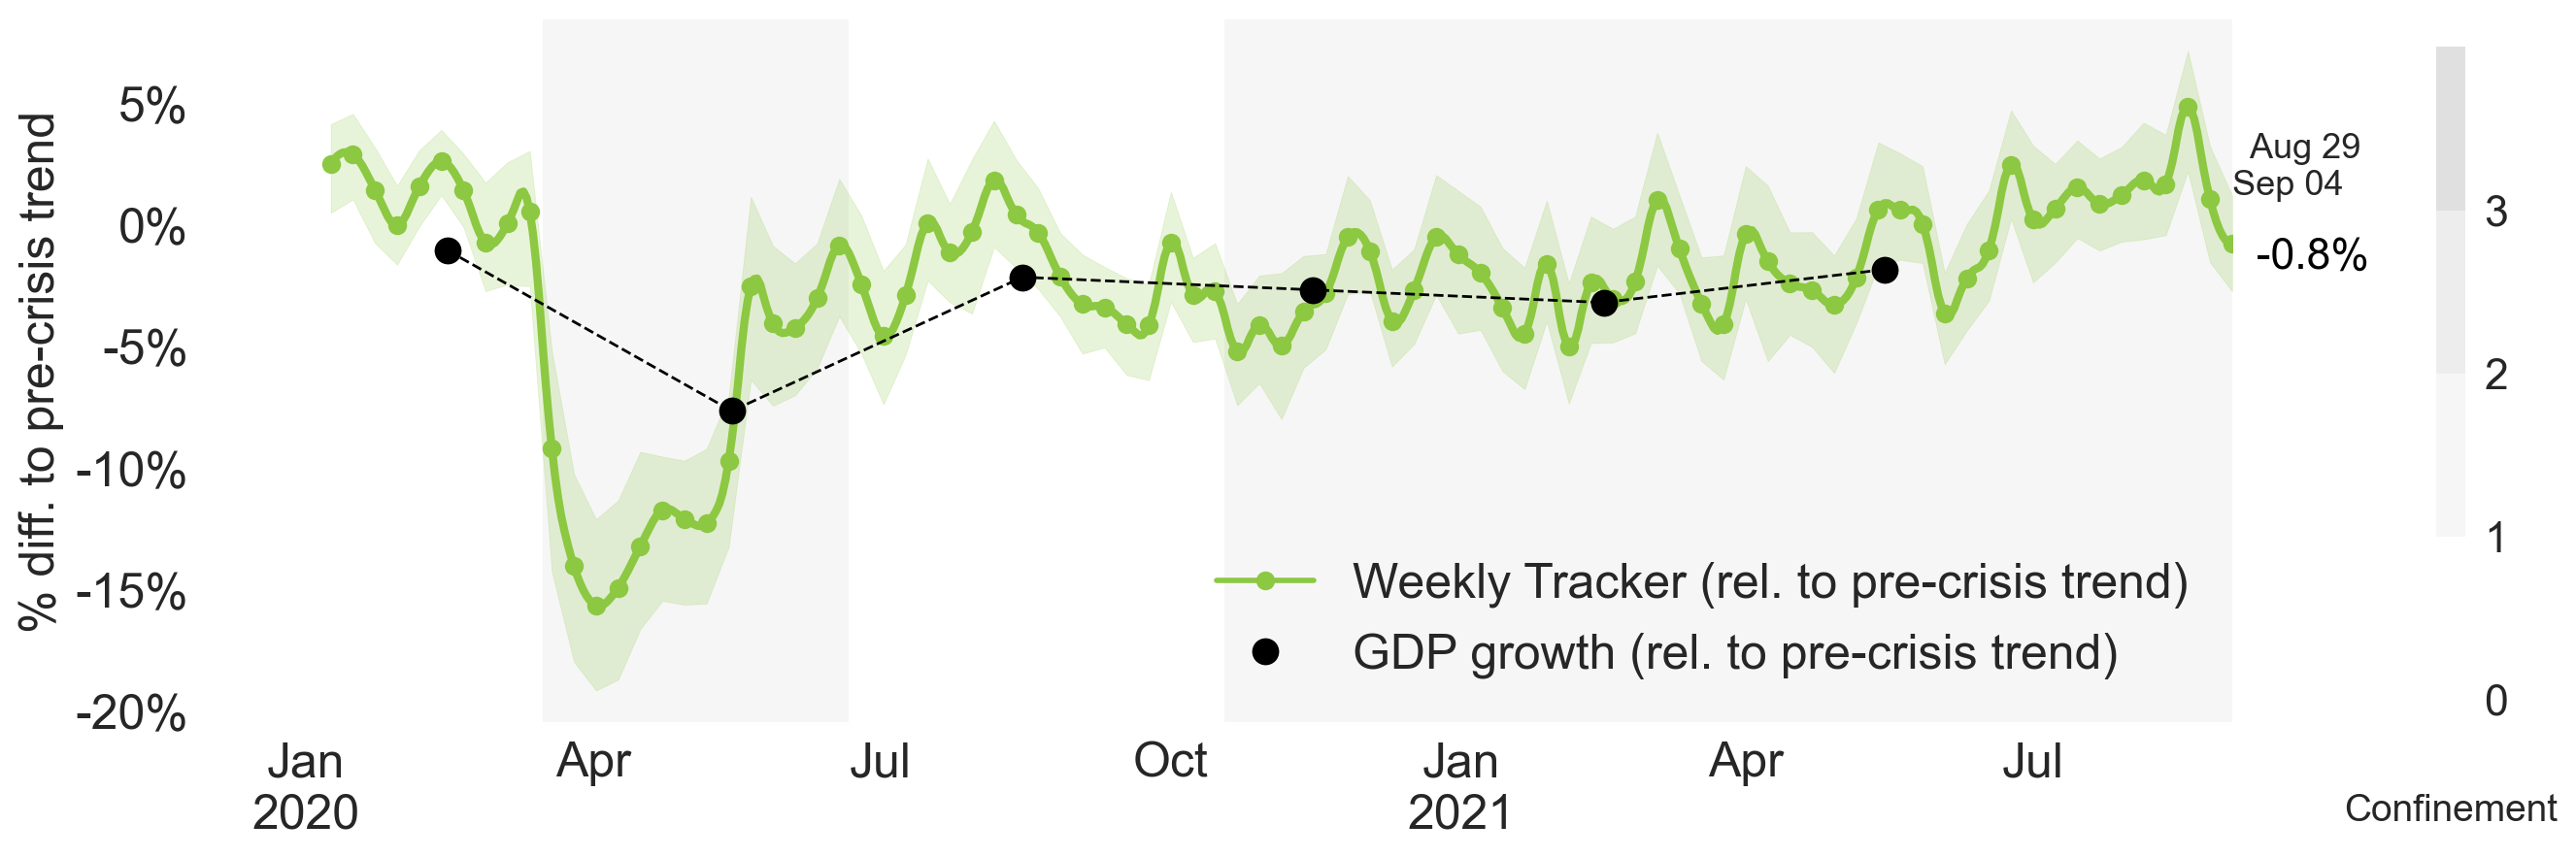 % diff. to pre-crisis trend
5%
0%
-5%
-10%
-15%
-20%
Jan
2020
Apr
Jul
Oct
Jan
2021
Apr
Jul
Weekly Tracker (rel. to pre-crisis trend)
GDP growth (rel. to pre-crisis trend)
Aug 29
Sep 04
-0.8%
3
2
1
0
Confinement